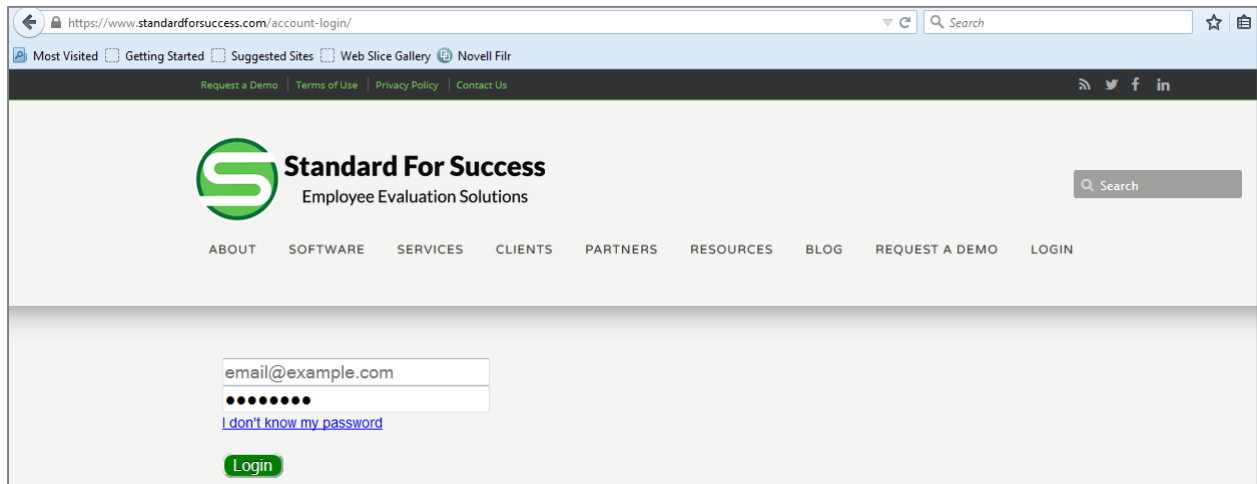 https://www.standardforsuccess.com/account-login/ Search
Most Visited Getting Started Suggested Sites Web Slice Gallery Novell Filr
Request a Demo Terms of Use Privacy Policy Contact Us
Standard For Success
Employee Evaluation Solutions
Search
ABOUT SOFTWARE SERVICES CLIENTS PARTNERS RESOURCES BLOG REQUEST A DEMO LOGIN
email@example.com
I don't know my password
Login